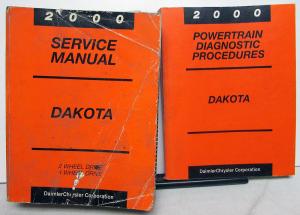 2000
SERVICE
MANUAL
DAKOTA
2 WHEEL DRIVE
4 WHEEL DRIVE
DaimlerChrysler Corporation
2000
POWERTRAIN
DIAGNOSTIC
PROCEDURES
DAKOTA
DaimlerChrysler Corporation